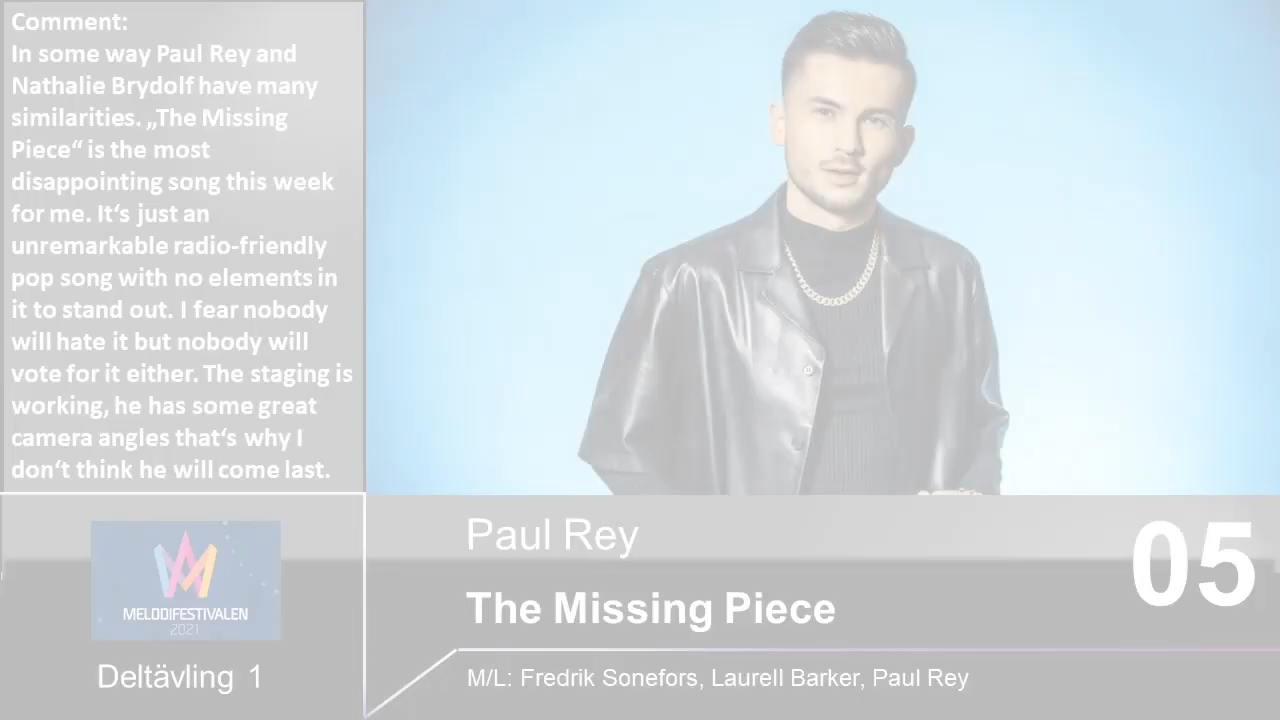 Comment:
In some way Paul Rey and
Nathalie Brydolf have many
similarities. „The Missing
Piece“ is the most
disappointing song this week
for me. It‘s just an
unremarkable radio-friendly
pop song with no elements in
it to stand out. I fear nobody
will hate it but nobody will
vote for it either. The staging is
working, he has some great
camera angles that‘s why I
don‘t think he will come last.
MELODIFESTIVALEN
2021
Deltävling 1
Paul Rey
The Missing Piece
05
M/L: Fredrik Sonefors, Laurell Barker, Paul Rey